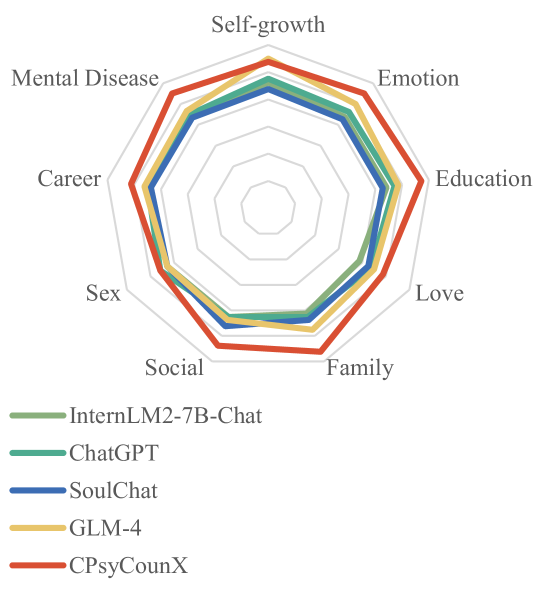 Self-growth
Mental Disease
Emotion
Career
Education
Sex
Love
Social
Family
InternLM2-7B-Chat
ChatGPT
SoulChat
GLM-4
CPsyCounX